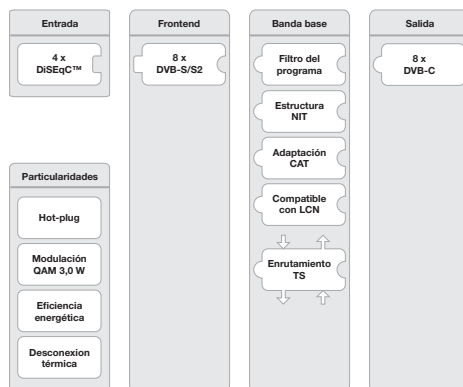 Entrada
4 x
DiSEqC™
Frontend
8 x
DVB-S/S2
Banda base
Filtro del
programa
Estructura
NIT
Adaptación
CAT
Compatible
con LCN
Enrutamiento
TS
Salida
8 x
DVB-C
Particularidades
Hot-plug
Modulación
QAM 3,0 W
Eficiencia
energética
Desconexion
térmica